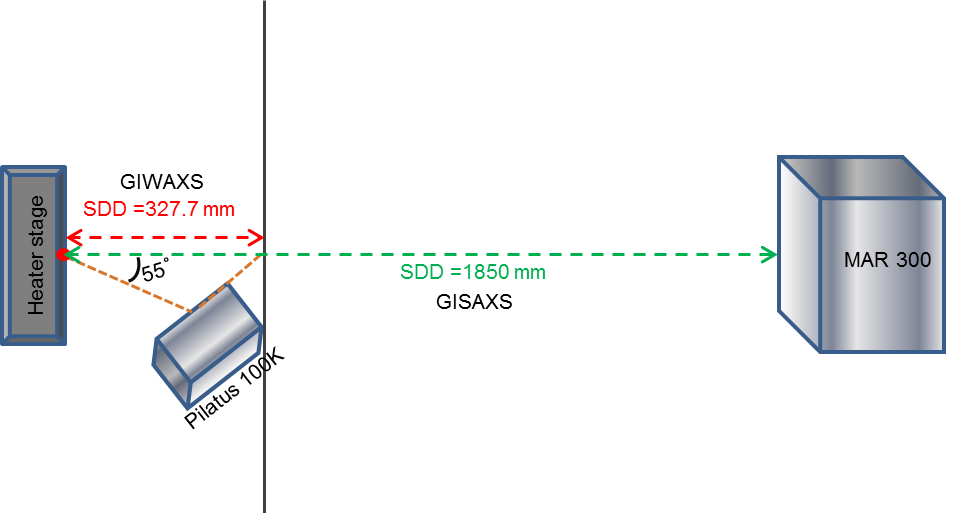 GIWAXS
SDD =327.7 mm
Heater stage
55°
SDD =1850 mm
GISAXS
MAR 300
Pilatus 100K